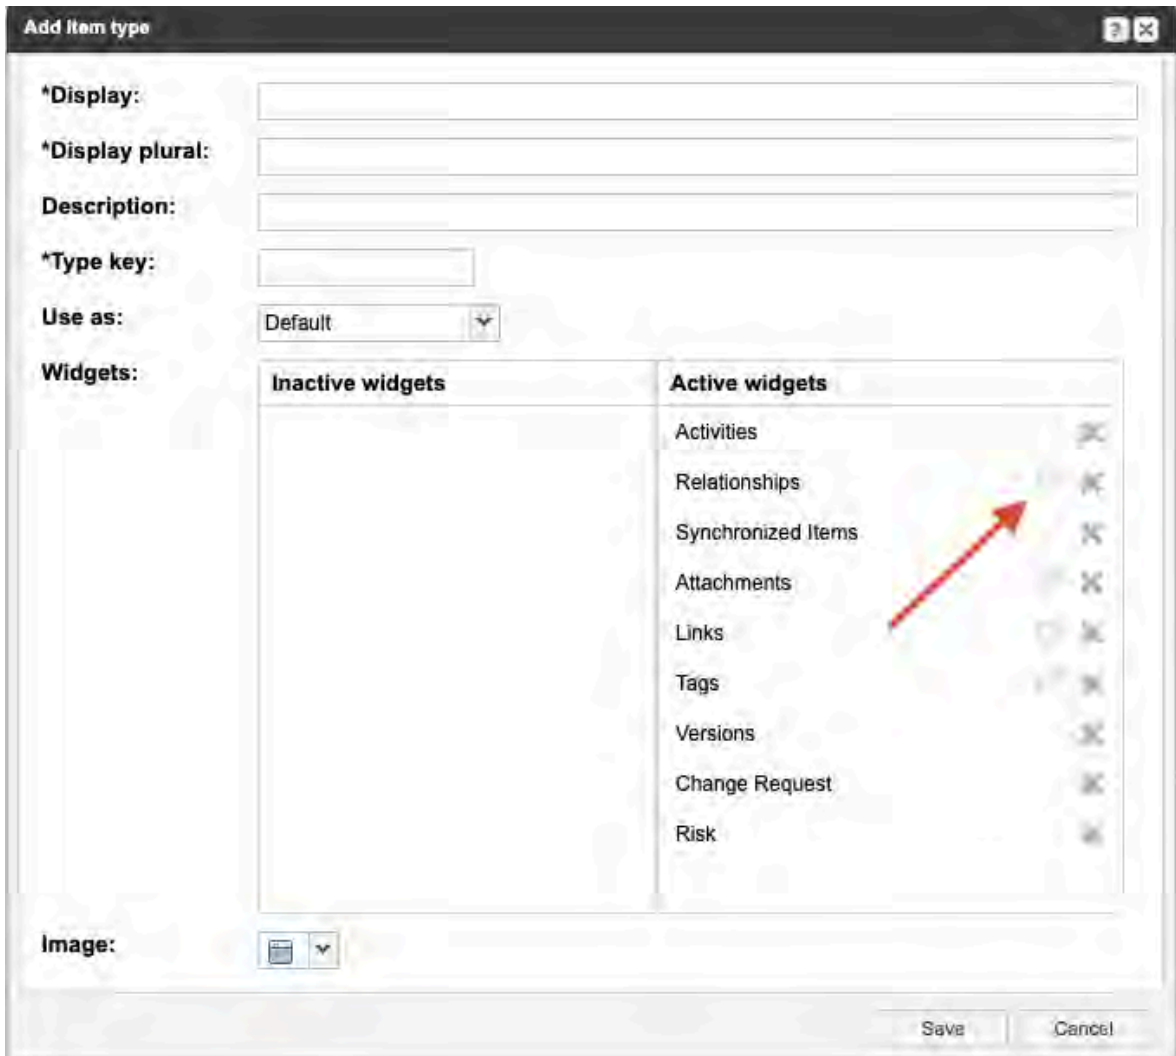 Add item type
*Display:
*Display plural:
Description:
*Type key:
Use as: Default
Widgets: Inactive widgets Active widgets
Activities
Relationships
Synchronized Items
Attachments
Links
Tags
Versions
Change Request
Risk
Image:
Save Cancel